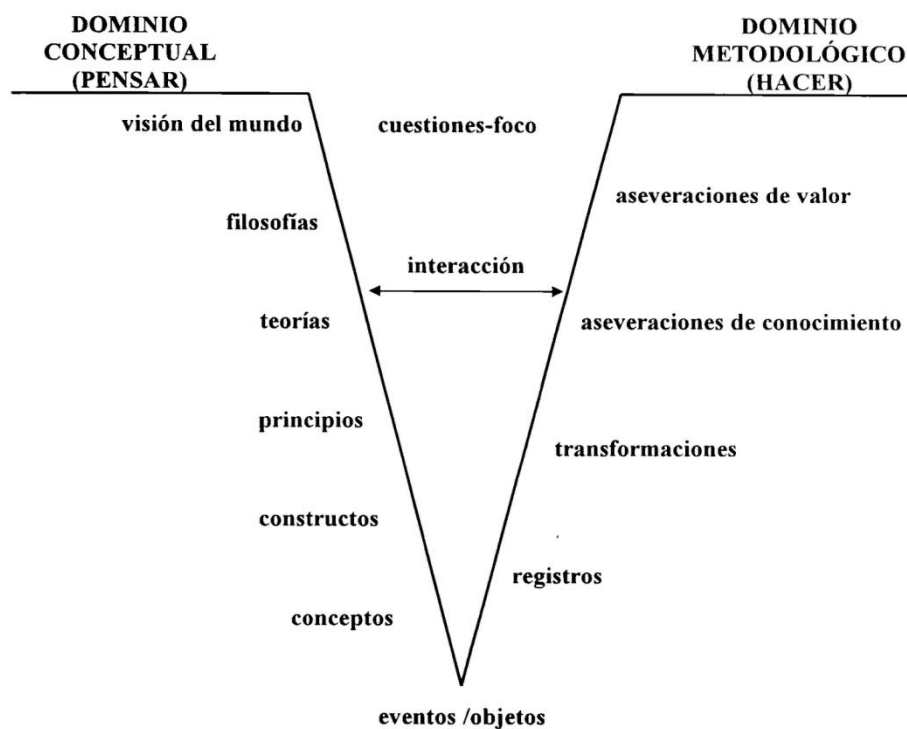 DOMINIO
CONCEPTUAL
(PENSAR)
DOMINIO
METODOLÓGICO
(HACER)
visión del mundo
cuestiones-foco
aseveraciones de valor
filosofías
interacción
teorías
aseveraciones de conocimiento
principios
transformaciones
constructos
registros
conceptos
eventos /objetos